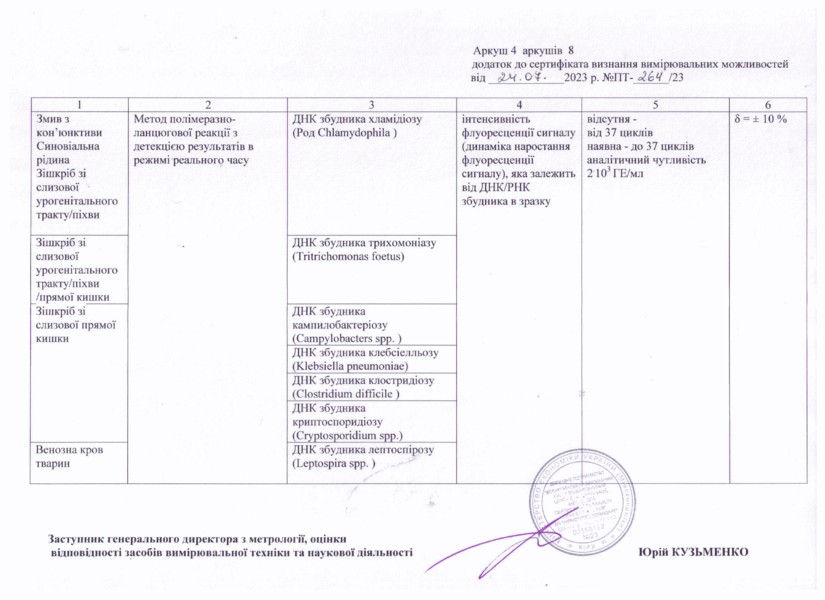 Аркуш 4 аркушів 8
додаток до сертифіката визнання вимірювальних можливостей
від 24.07. 2023 р. №ПТ- 264 /23
1 2 3 4 5 6
Змив з
кон’юнктиви
Синовіальна
рідина
Зішкріб зі
слизової
урогенітального
тракту/піхви
Метод полімеразно-
ланцюгової реакції з
детекцією результатів в
режимі реального часу
ДНК збудника хламідіозу
(Род Chlamydophila )
інтенсивність
флуоресценції сигналу
(динаміка наростання
флуоресценції
сигналу), яка залежить
від ДНК/РНК
збудника в зразку
відсутня -
від 37 циклів
наявна - до 37 циклів
аналітичний чутливість
2·10³ ГЕ/мл
δ = ± 10 %
Зішкріб зі
слизової
урогенітального
тракту/піхви
/прямої кишки
ДНК збудника трихомоніазу
(Tritrichomonas foetus)
Зішкріб зі
слизової прямої
кишки
ДНК збудника
кампилобактеріозу
(Campylobacters spp. )
ДНК збудника клебсієлльозу
(Klebsiella pneumoniae)
ДНК збудника клостридіозу
(Clostridium difficile )
ДНК збудника
криптоспоридіозу
(Cryptosporidium spp.)
Венозна кров
тварин
ДНК збудника лептоспірозу
(Leptospira spp. )
Заступник генерального директора з метрології, оцінки
відповідності засобів вимірювальної техніки та наукової діяльності
Юрій КУЗЬМЕНКО